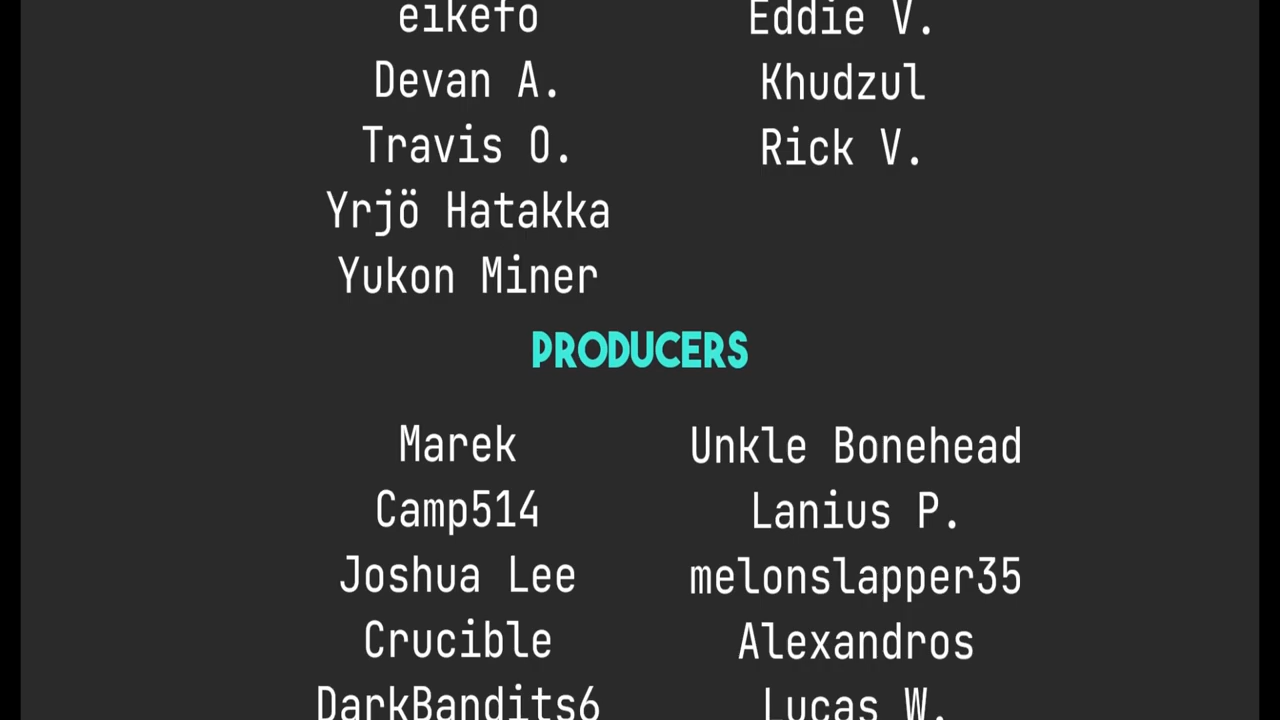 eikefo
Devan A.
Travis O.
Yrjö Hatakka
Yukon Miner
Eddie V.
Khudzul
Rick V.
PRODUCERS
Marek
Camp514
Joshua Lee
Crucible
DarkBandits6
Unkle Bonehead
Lanius P.
melonslapper35
Alexandros
Lucas W.